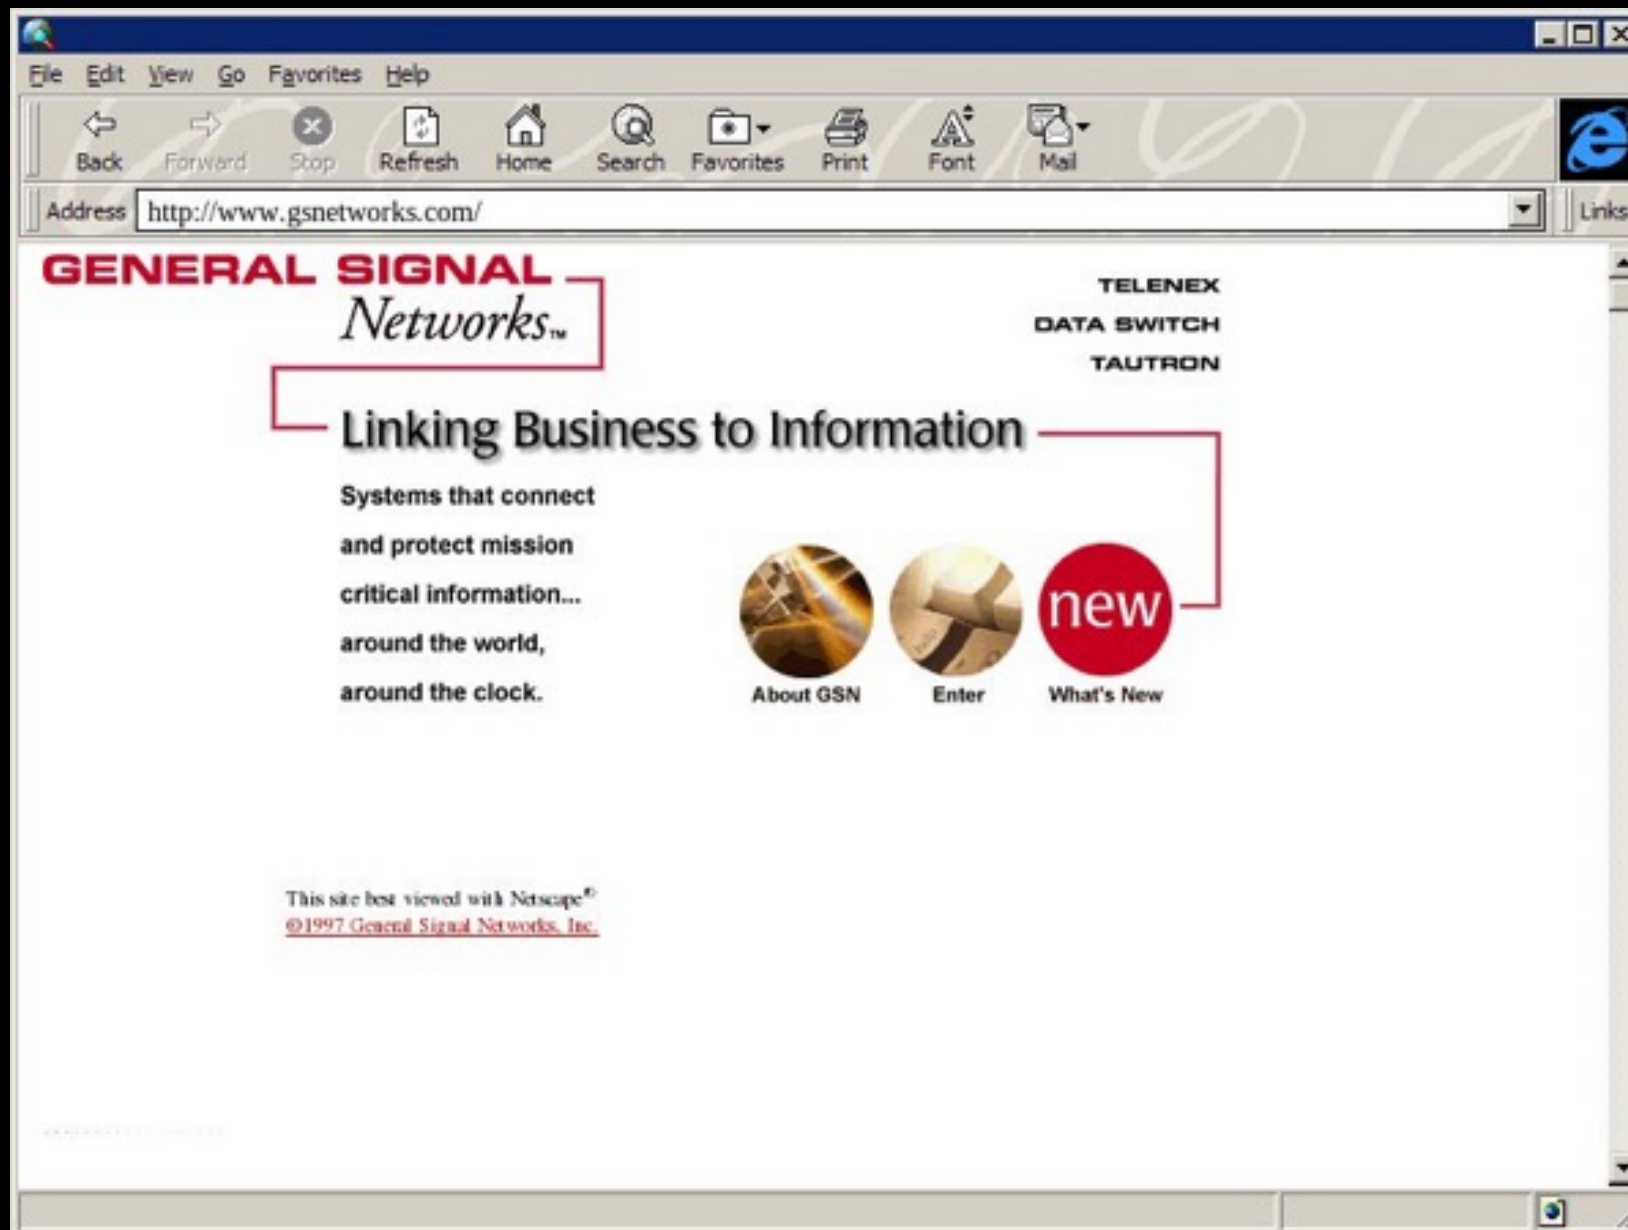 File Edit View Go Favorites Help
Back Forward Stop Refresh Home Search Favorites Print Font Mail
Address http://www.gsnetworks.com/ Links
GENERAL SIGNAL
Networks™
TELENEX
DATA SWITCH
TAUTRON
Linking Business to Information
Systems that connect
and protect mission
critical information...
around the world,
around the clock.
new
About GSN Enter What's New
This site best viewed with Netscape©
©1997 General Signal Networks, Inc.